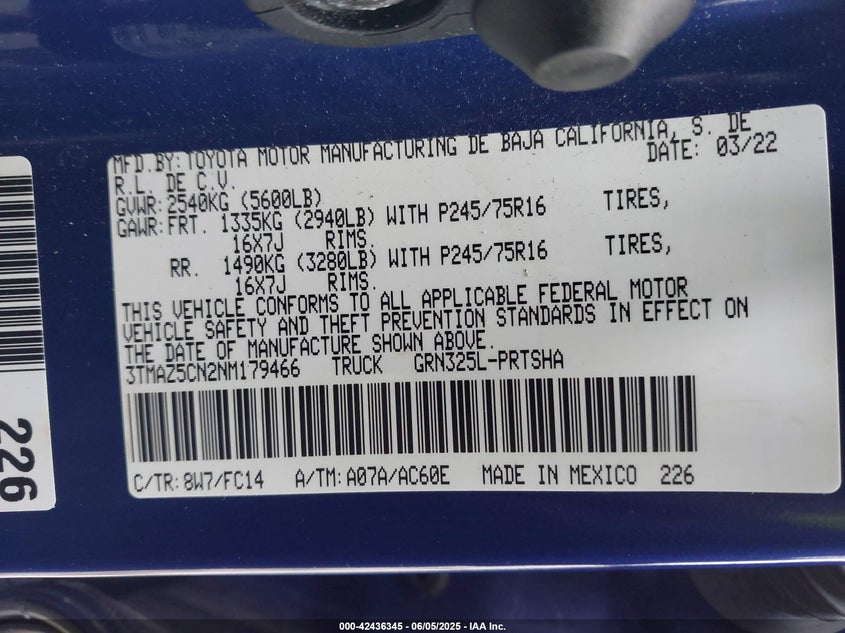 MFD.BY:TOYOTA MOTOR MANUFACTURING DE BAJA CALIFORNIA, S. DE
R.L. DE C.V. DATE: 03/22
GVWR:2540KG (5600LB)
GAWR:FRT. 1335KG (2940LB) WITH P245/75R16 TIRES,
16X7J RIMS.
RR. 1490KG (3280LB) WITH P245/75R16 TIRES,
16X7J RIMS.
THIS VEHICLE CONFORMS TO ALL APPLICABLE FEDERAL MOTOR
VEHICLE SAFETY AND THEFT PREVENTION STANDARDS IN EFFECT ON
THE DATE OF MANUFACTURE SHOWN ABOVE.
3TMAZ5CN2NM179466 TRUCK GRN325L-PRTSHA
C/TR:8W7/FC14 A/TM:A07A/AC60E MADE IN MEXICO 226
226
000-42436345 - 06/05/2025 - IAA Inc.